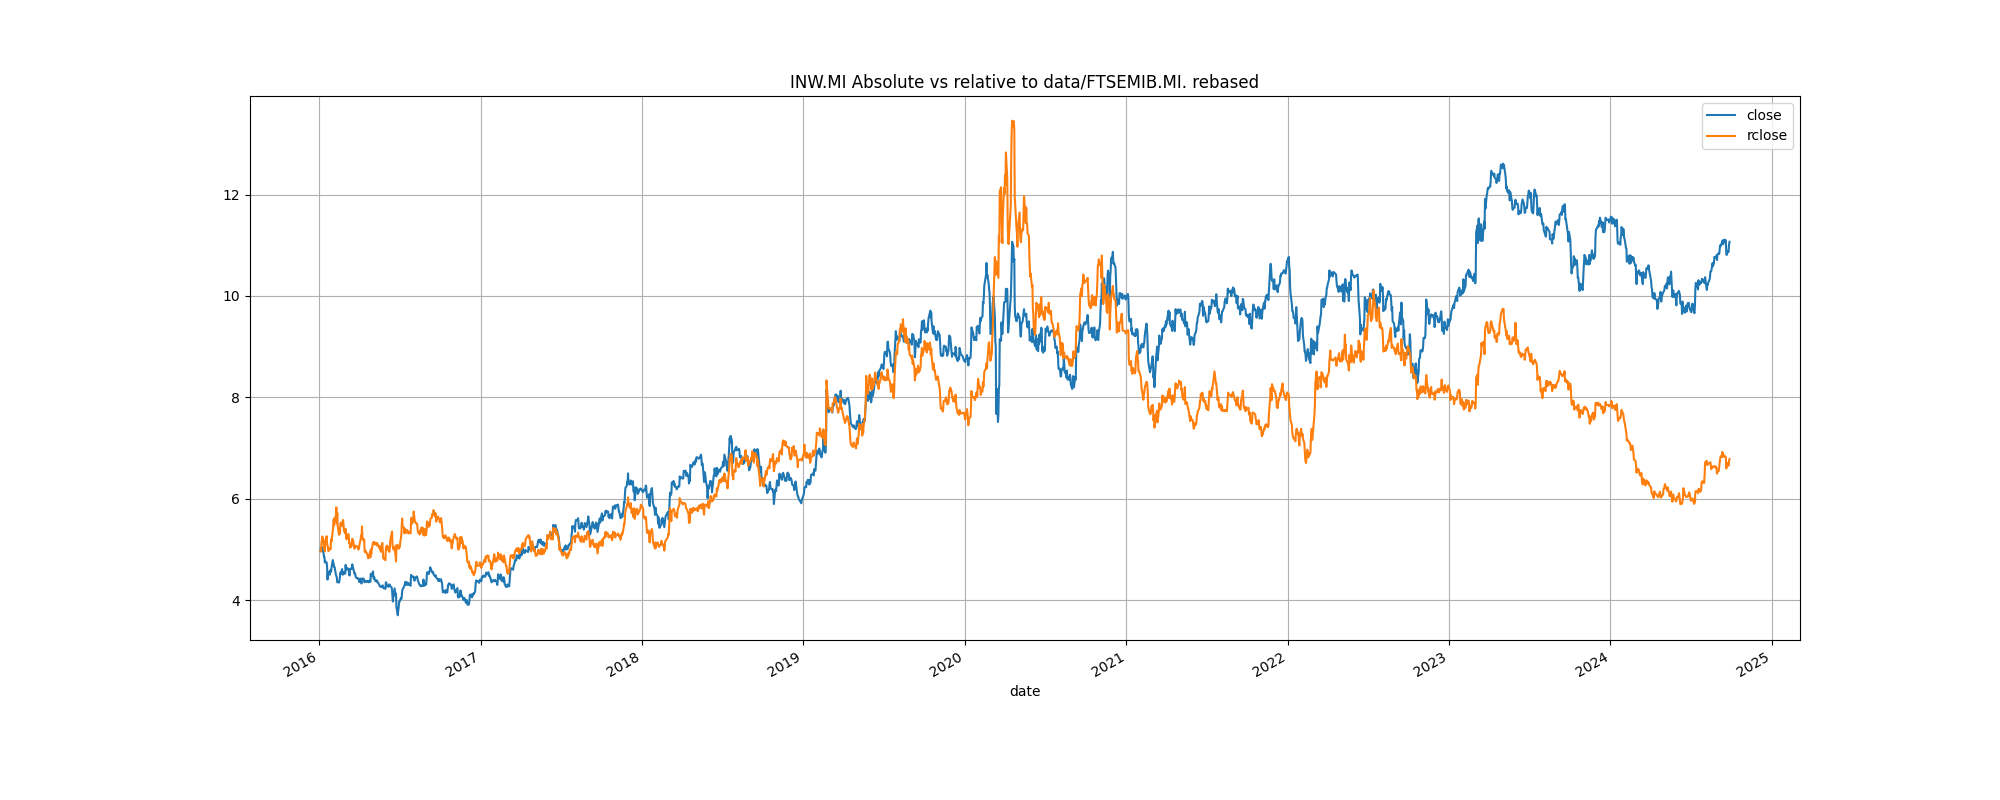 INW.MI Absolute vs relative to data/FTSEMIB.MI. rebased
close
rclose
12
10
8
6
4
2016 2017 2018 2019 2020 2021 2022 2023 2024 2025
date